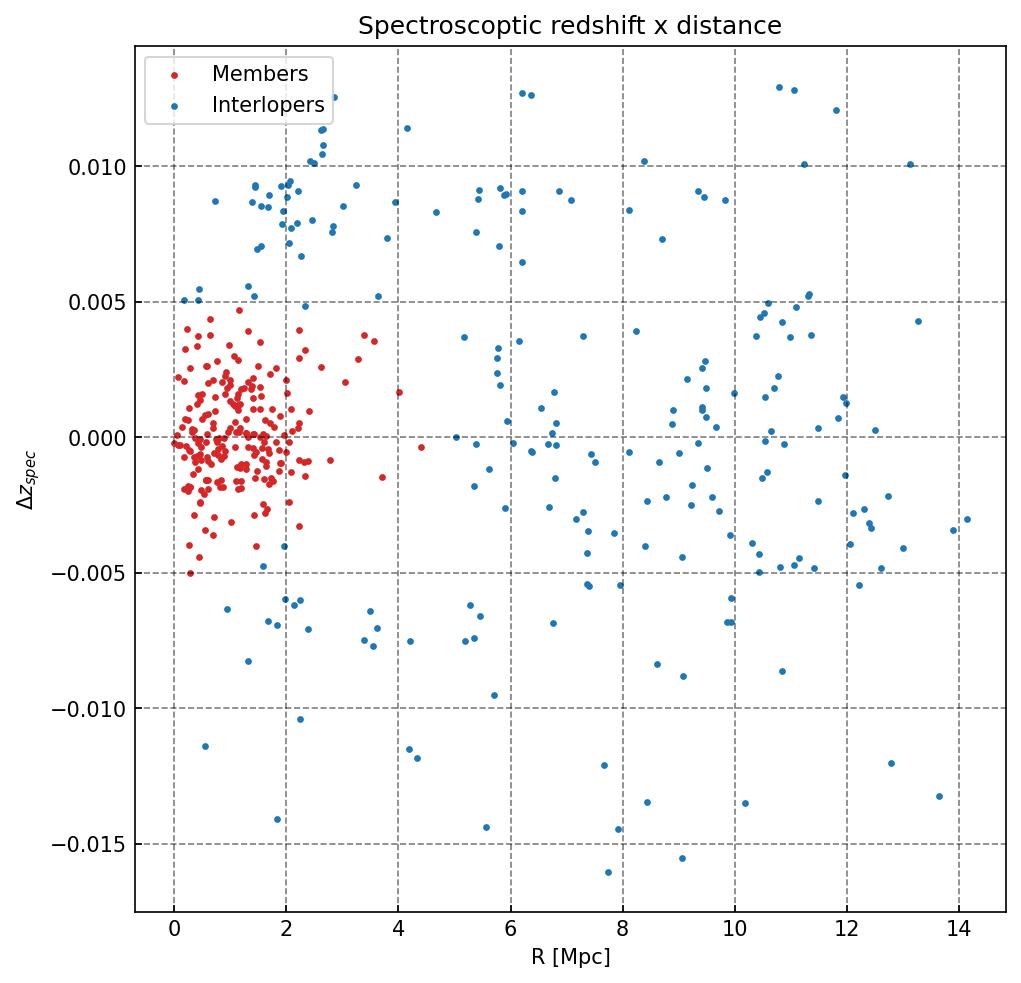 Spectroscoptic redshift x distance
Members
Interlopers
0.010
0.005
0.000
−0.005
−0.010
−0.015
Δz_spec
0 2 4 6 8 10 12 14
R [Mpc]